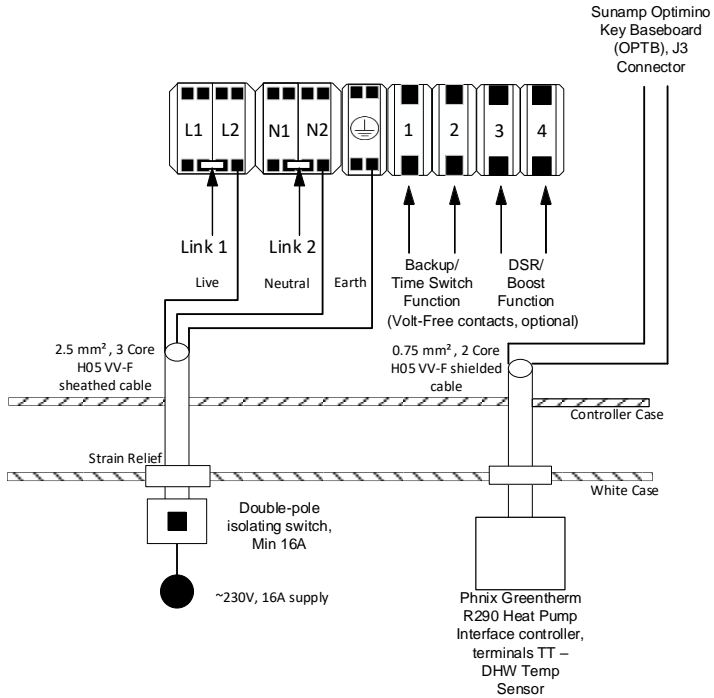 Sunamp Optimino
Key Baseboard
(OPTB), J3
Connector
L1 L2 N1 N2 1 2 3 4
Link 1
Link 2
Live
Neutral
Earth
Backup/
Time Switch
Function
DSR/
Boost
Function
(Volt-Free contacts, optional)
2.5 mm², 3 Core
H05 VV-F
sheathed cable
0.75 mm², 2 Core
H05 VV-F shielded
cable
Controller Case
Strain Relief
White Case
Double-pole
isolating switch,
Min 16A
~230V, 16A supply
Phnix Greentherm
R290 Heat Pump
Interface controller,
terminals TT –
DHW Temp
Sensor